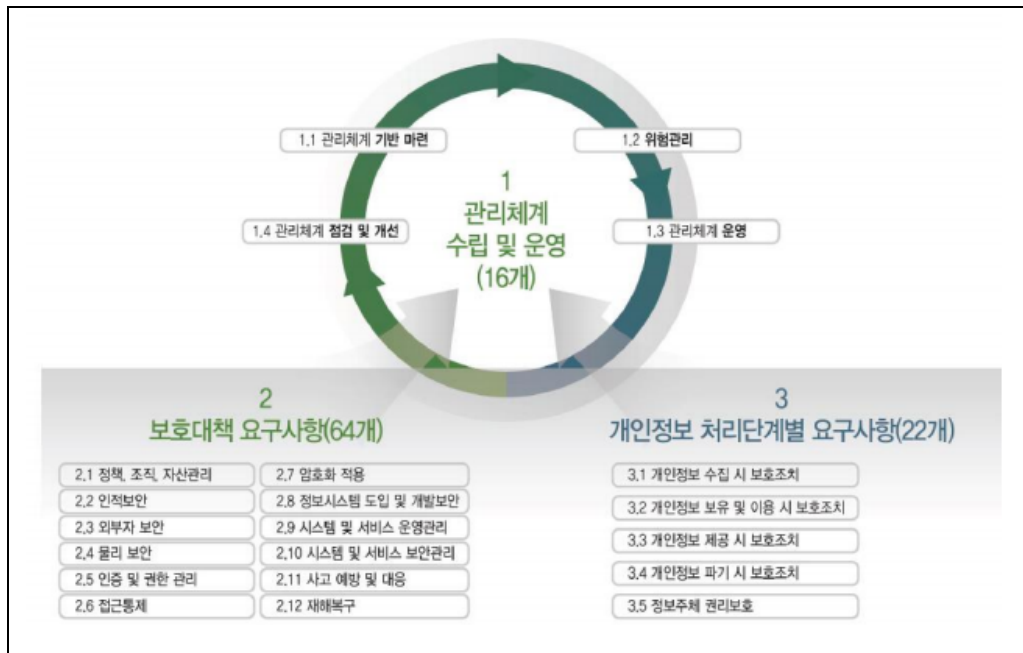 1.1 관리체계 기반 마련
1.2 위험관리
1
관리체계
수립 및 운영
(16개)
1.4 관리체계 점검 및 개선
1.3 관리체계 운영
2
보호대책 요구사항(64개)
2.1 정책, 조직, 자산관리
2.2 인적보안
2.3 외부자 보안
2.4 물리 보안
2.5 인증 및 권한 관리
2.6 접근통제
2.7 암호화 적용
2.8 정보시스템 도입 및 개발보안
2.9 시스템 및 서비스 운영관리
2.10 시스템 및 서비스 보안관리
2.11 사고 예방 및 대응
2.12 재해복구
3
개인정보 처리단계별 요구사항(22개)
3.1 개인정보 수집 시 보호조치
3.2 개인정보 보유 및 이용 시 보호조치
3.3 개인정보 제공 시 보호조치
3.4 개인정보 파기 시 보호조치
3.5 정보주체 권리보호